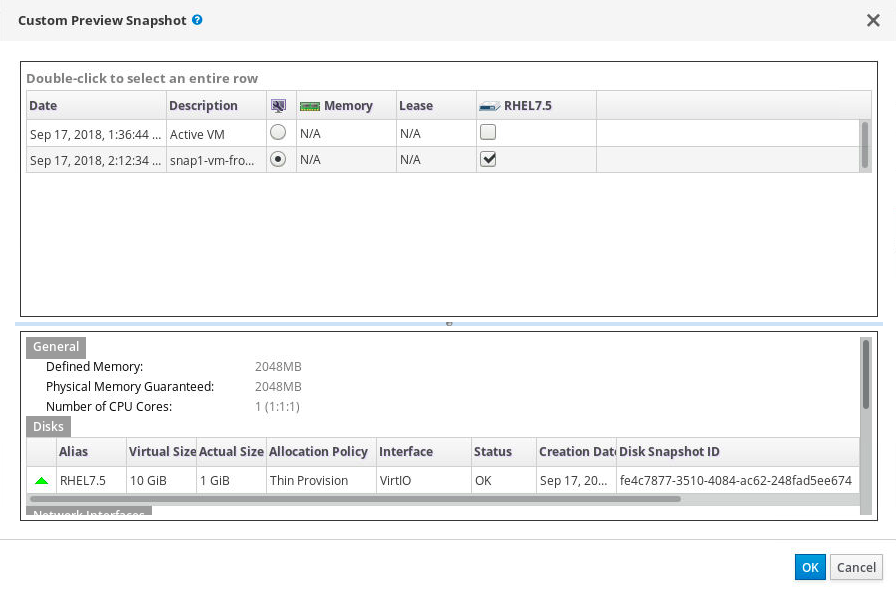 Custom Preview Snapshot ?
Double-click to select an entire row
Date Description Memory Lease RHEL7.5
Sep 17, 2018, 1:36:44 ... Active VM N/A N/A
Sep 17, 2018, 2:12:34 ... snap1-vm-fro... N/A N/A
General
Defined Memory: 2048MB
Physical Memory Guaranteed: 2048MB
Number of CPU Cores: 1 (1:1:1)
Disks
Alias Virtual Size Actual Size Allocation Policy Interface Status Creation Date Disk Snapshot ID
RHEL7.5 10 GiB 1 GiB Thin Provision VirtIO OK Sep 17, 20... fe4c7877-3510-4084-ac62-248fad5ee674
Network Interfaces
OK Cancel